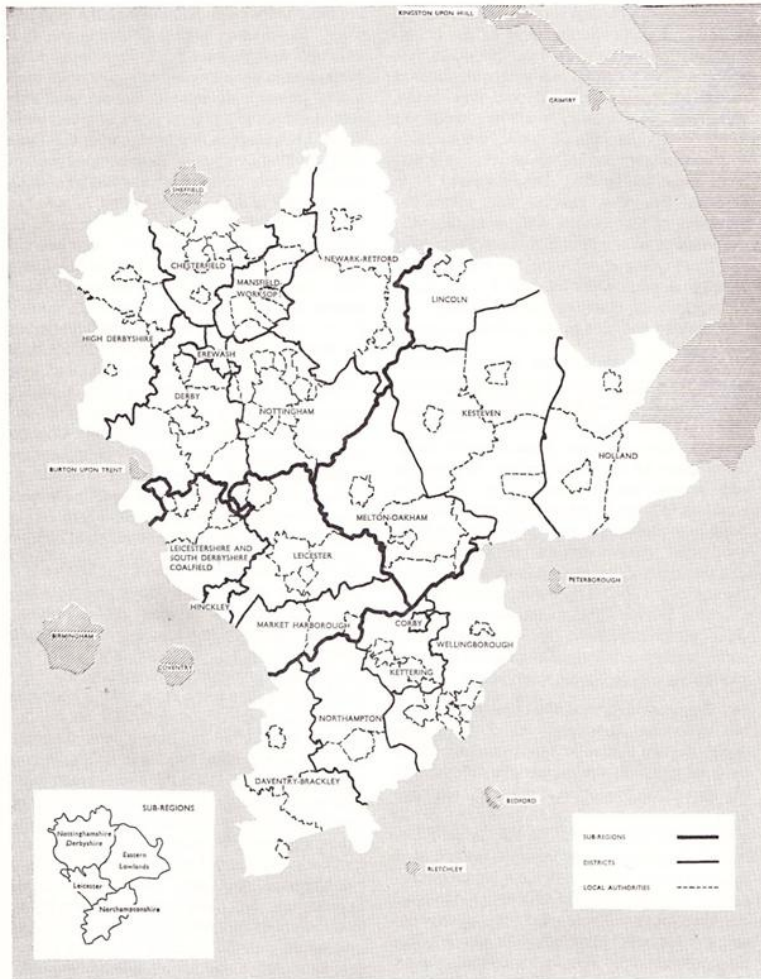 KINGSTON UPON HULL
GRIMSBY
SHEFFIELD
CHESTERFIELD
NEWARK-RETFORD
MANSFIELD
WORKSOP
LINCOLN
HIGH DERBYSHIRE
EREWASH
DERBY
NOTTINGHAM
KESTEVEN
HOLLAND
BURTON UPON TRENT
MELTON-OAKHAM
LEICESTERSHIRE AND
SOUTH DERBYSHIRE
COALFIELD
LEICESTER
PETERBOROUGH
HINCKLEY
MARKET HARBOROUGH
CORBY
WELLINGBOROUGH
BIRMINGHAM
COVENTRY
KETTERING
NORTHAMPTON
DAVENTRY-BRACKLEY
BEDFORD
BLETCHLEY
SUB-REGIONS
Nottinghamshire
Derbyshire
Eastern
Lowlands
Leicester
Northamptonshire
SUB-REGIONS
DISTRICTS
LOCAL AUTHORITIES